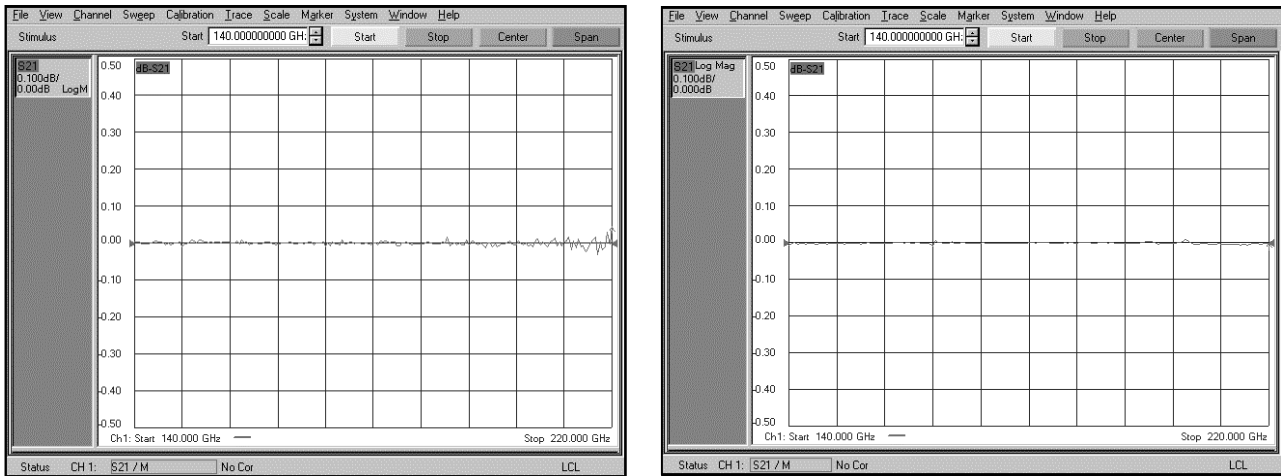 File View Channel Sweep Calibration Trace Scale Marker System Window Help
Stimulus Start 140.000000000 GH: Start Stop Center Span
S21
0.100dB/
0.00dB LogM
dB-S21
0.50
0.40
0.30
0.20
0.10
0.00
-0.10
-0.20
-0.30
-0.40
-0.50
Ch1: Start 140.000 GHz Stop 220.000 GHz
Status CH 1: S21 / M No Cor LCL
File View Channel Sweep Calibration Trace Scale Marker System Window Help
Stimulus Start 140.000000000 GH: Start Stop Center Span
S21 Log Mag
0.100dB/
0.000dB
dB-S21
0.50
0.40
0.30
0.20
0.10
0.00
-0.10
-0.20
-0.30
-0.40
-0.50
Ch1: Start 140.000 GHz Stop 220.000 GHz
Status CH 1: S21 / M No Cor LCL